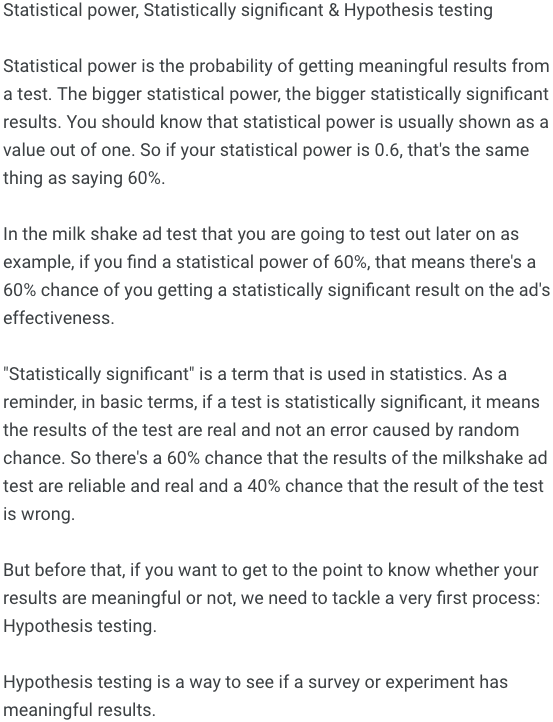 Statistical power, Statistically significant & Hypothesis testing
Statistical power is the probability of getting meaningful results from
a test. The bigger statistical power, the bigger statistically significant
results. You should know that statistical power is usually shown as a
value out of one. So if your statistical power is 0.6, that's the same
thing as saying 60%.
In the milk shake ad test that you are going to test out later on as
example, if you find a statistical power of 60%, that means there's a
60% chance of you getting a statistically significant result on the ad's
effectiveness.
"Statistically significant" is a term that is used in statistics. As a
reminder, in basic terms, if a test is statistically significant, it means
the results of the test are real and not an error caused by random
chance. So there's a 60% chance that the results of the milkshake ad
test are reliable and real and a 40% chance that the result of the test
is wrong.
But before that, if you want to get to the point to know whether your
results are meaningful or not, we need to tackle a very first process:
Hypothesis testing.
Hypothesis testing is a way to see if a survey or experiment has
meaningful results.